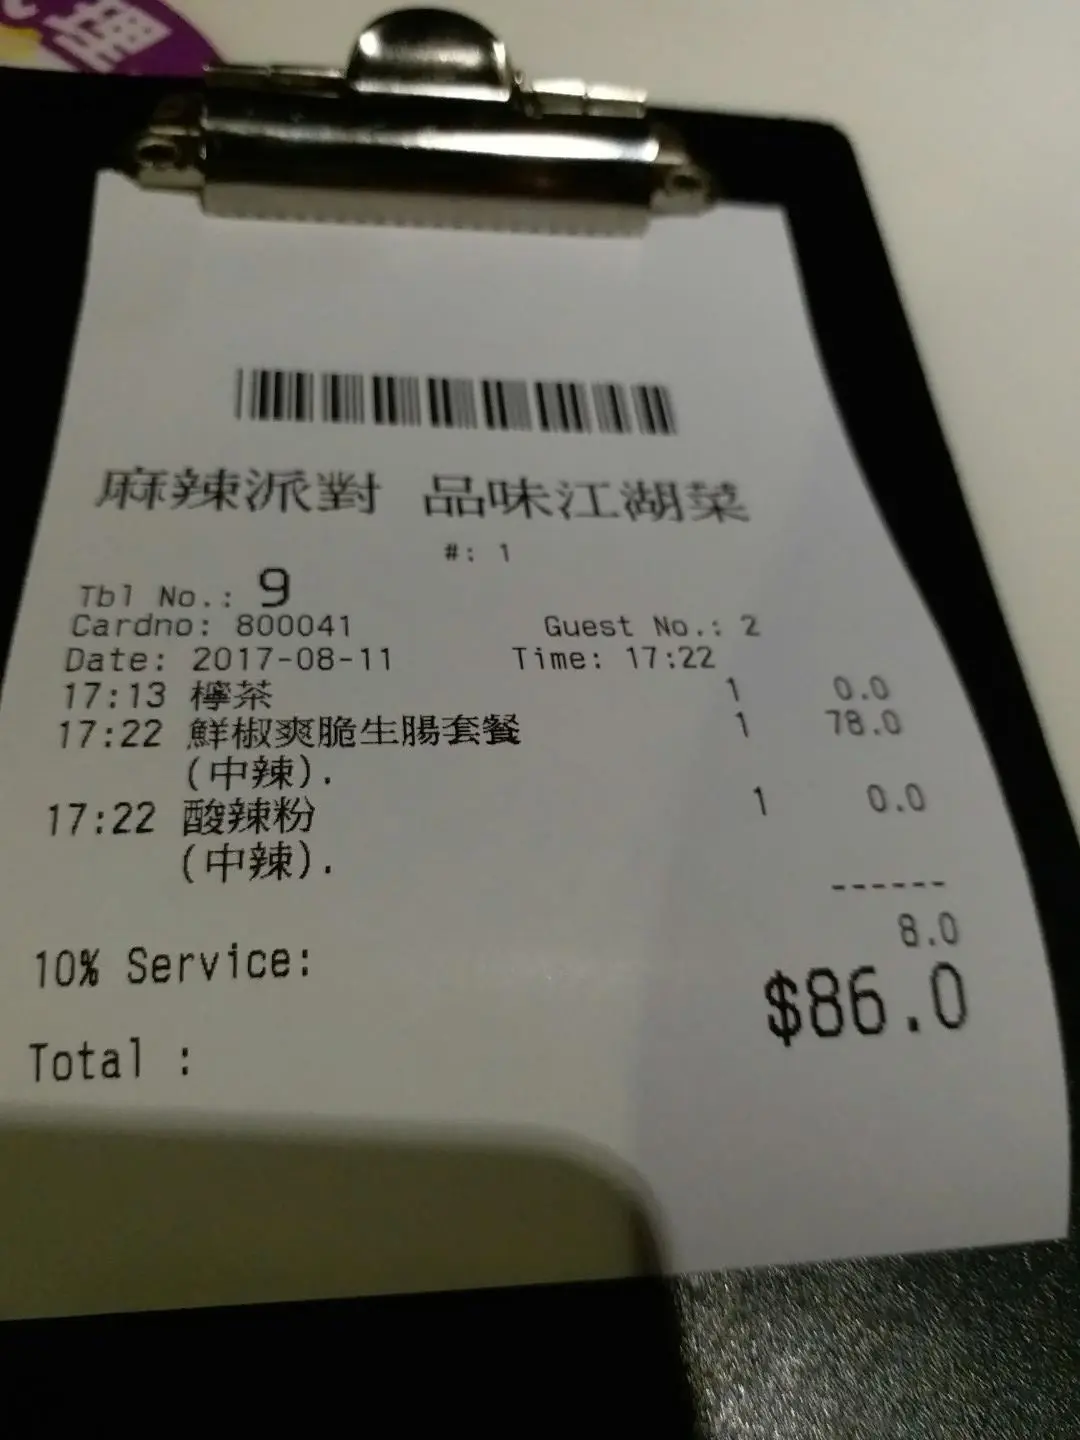 理
麻辣派對 品味江湖菜
#: 1
Tbl No.: 9
Cardno: 800041 Guest No.: 2
Date: 2017-08-11 Time: 17:22
17:13 檸茶 1 0.0
17:22 鮮椒爽脆生腸套餐 1 78.0
(中辣).
17:22 酸辣粉 1 0.0
(中辣).
------
10% Service: 8.0
Total : $86.0